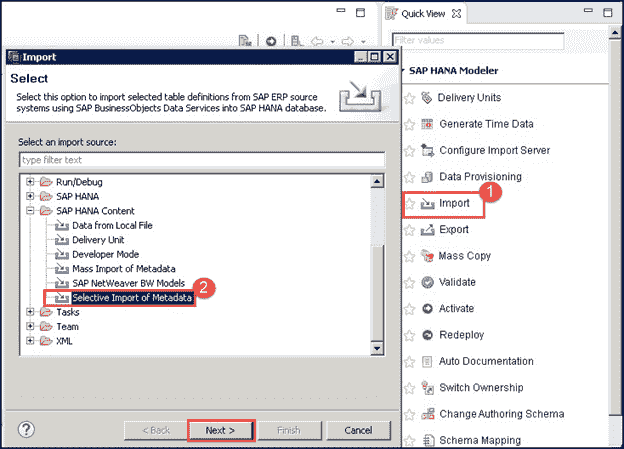 Quick View
Filter values
Import
Select
Select this option to import selected table definitions from SAP ERP source
systems using SAP BusinessObjects Data Services into SAP HANA database.
Select an import source:
type filter text
Run/Debug
SAP HANA
SAP HANA Content
Data from Local File
Delivery Unit
Developer Mode
Mass Import of Metadata
SAP NetWeaver BW Models
Selective Import of Metadata
2
Tasks
Team
XML
?
< Back
Next >
Finish
Cancel
SAP HANA Modeler
Delivery Units
Generate Time Data
Configure Import Server
Data Provisioning
1
Import
Export
Mass Copy
Validate
Activate
Redeploy
Auto Documentation
Switch Ownership
Change Authoring Schema
Schema Mapping